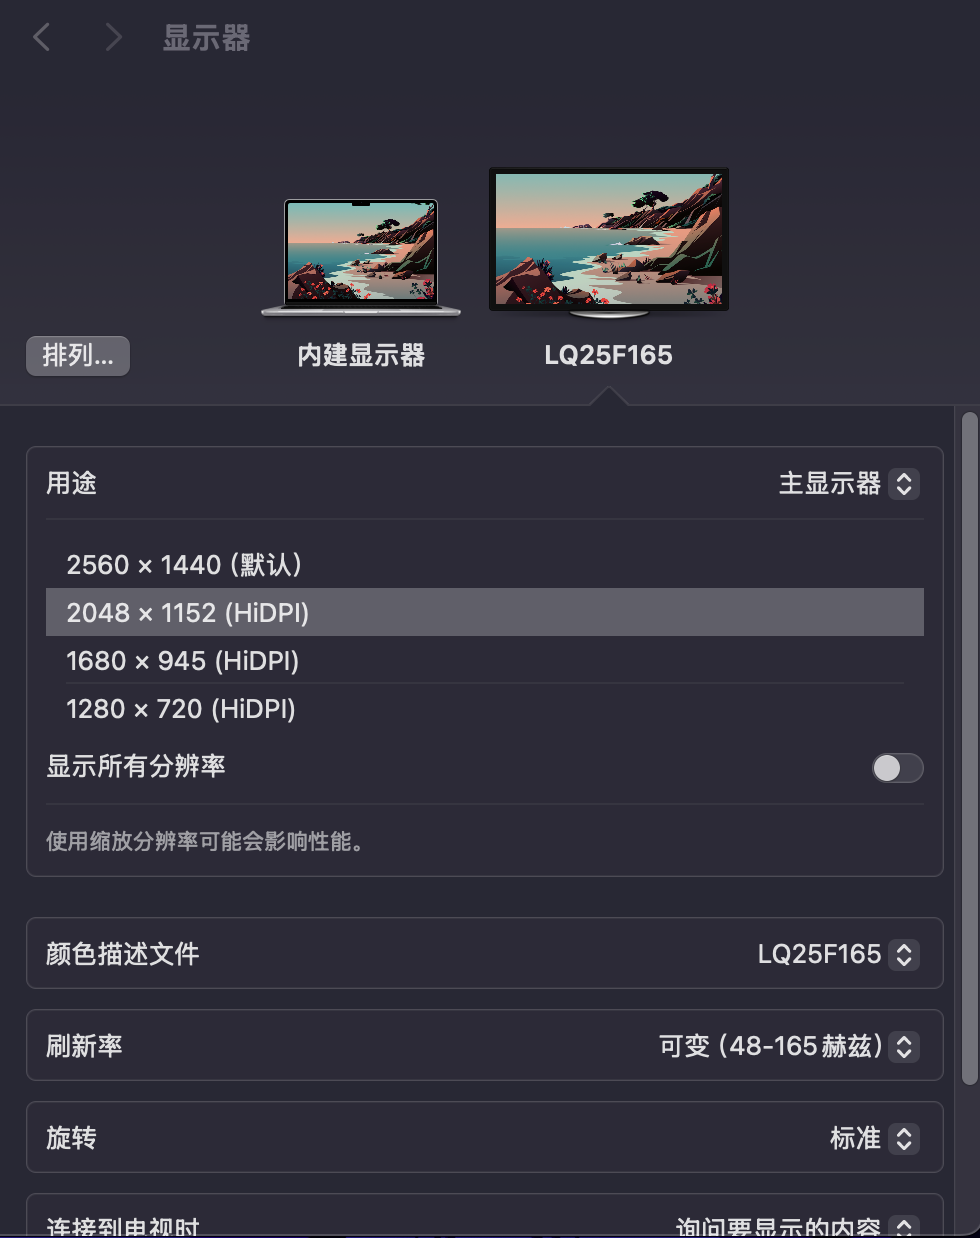 显示器
排列...
内建显示器
LQ25F165
用途
主显示器
2560 × 1440 (默认)
2048 × 1152 (HiDPI)
1680 × 945 (HiDPI)
1280 × 720 (HiDPI)
显示所有分辨率
使用缩放分辨率可能会影响性能。
颜色描述文件
LQ25F165
刷新率
可变 (48-165赫兹)
旋转
标准
连接到电视时
询问要显示的内容